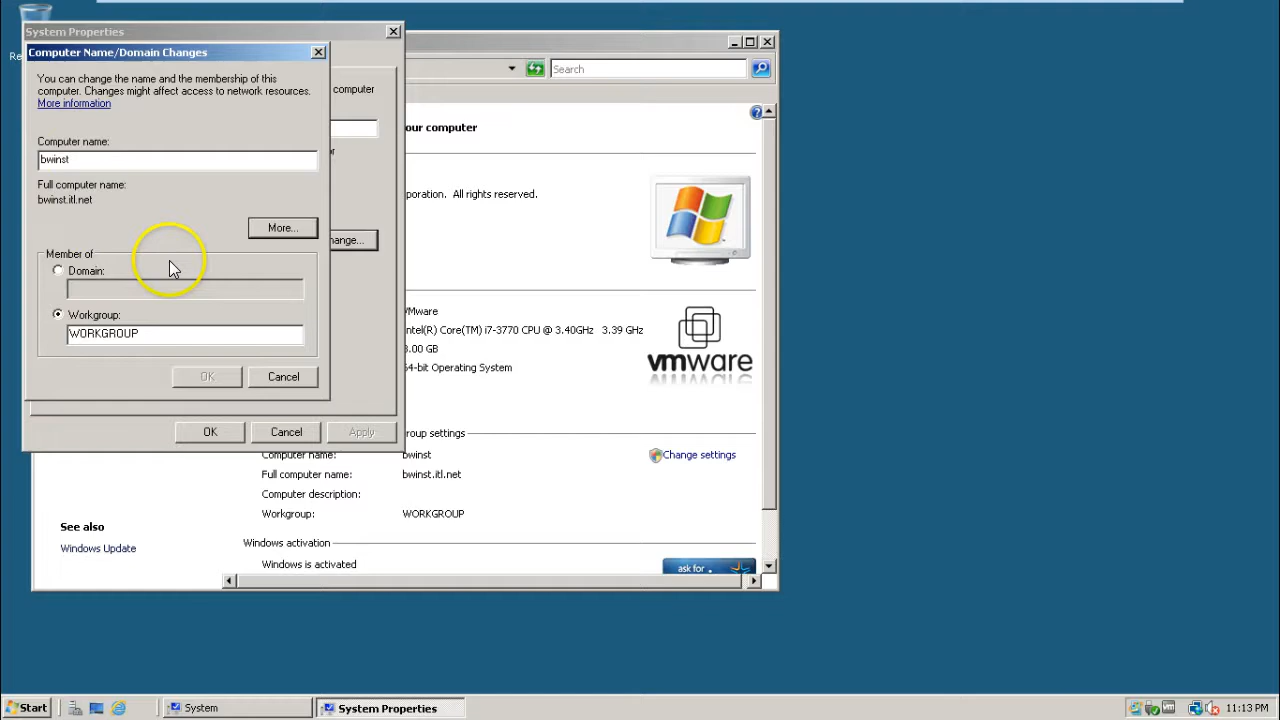 Re
System Properties
Computer Name/Domain Changes
You can change the name and the membership of this
computer. Changes might affect access to network resources.
More information
Computer name:
bwinst
Full computer name:
bwinst.itl.net
More...
Member of
Domain:
Workgroup:
WORKGROUP
OK
Cancel
computer
or
hange...
OK
Cancel
Apply
Search
our computer
poration. All rights reserved.
VMware
ntel(R) Core(TM) i7-3770 CPU @ 3.40GHz 3.39 GHz
8.00 GB
64-bit Operating System
vmware
group settings
Computer name:
bwinst
Change settings
Full computer name:
bwinst.itl.net
Computer description:
Workgroup:
WORKGROUP
See also
Windows Update
Windows activation
Windows is activated
ask for
Start
System
System Properties
11:13 PM